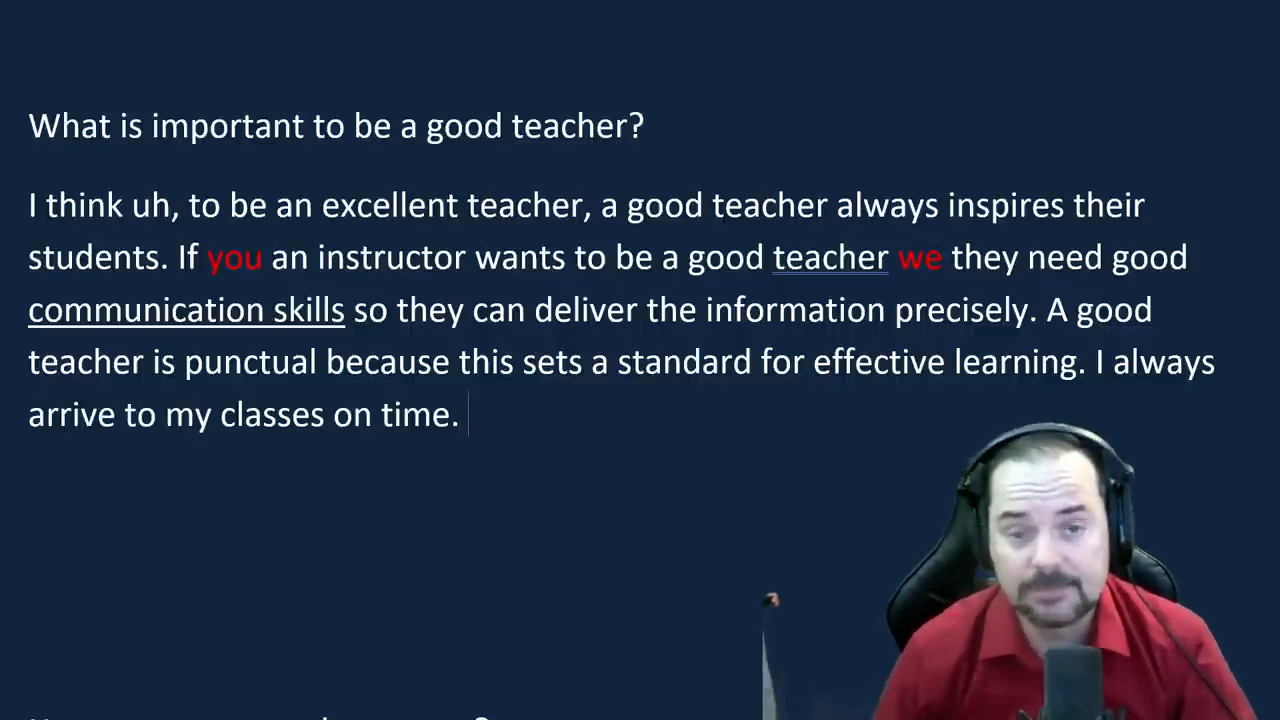 What is important to be a good teacher?
I think uh, to be an excellent teacher, a good teacher always inspires their
students. If you an instructor wants to be a good teacher we they need good
communication skills so they can deliver the information precisely. A good
teacher is punctual because this sets a standard for effective learning. I always
arrive to my classes on time.